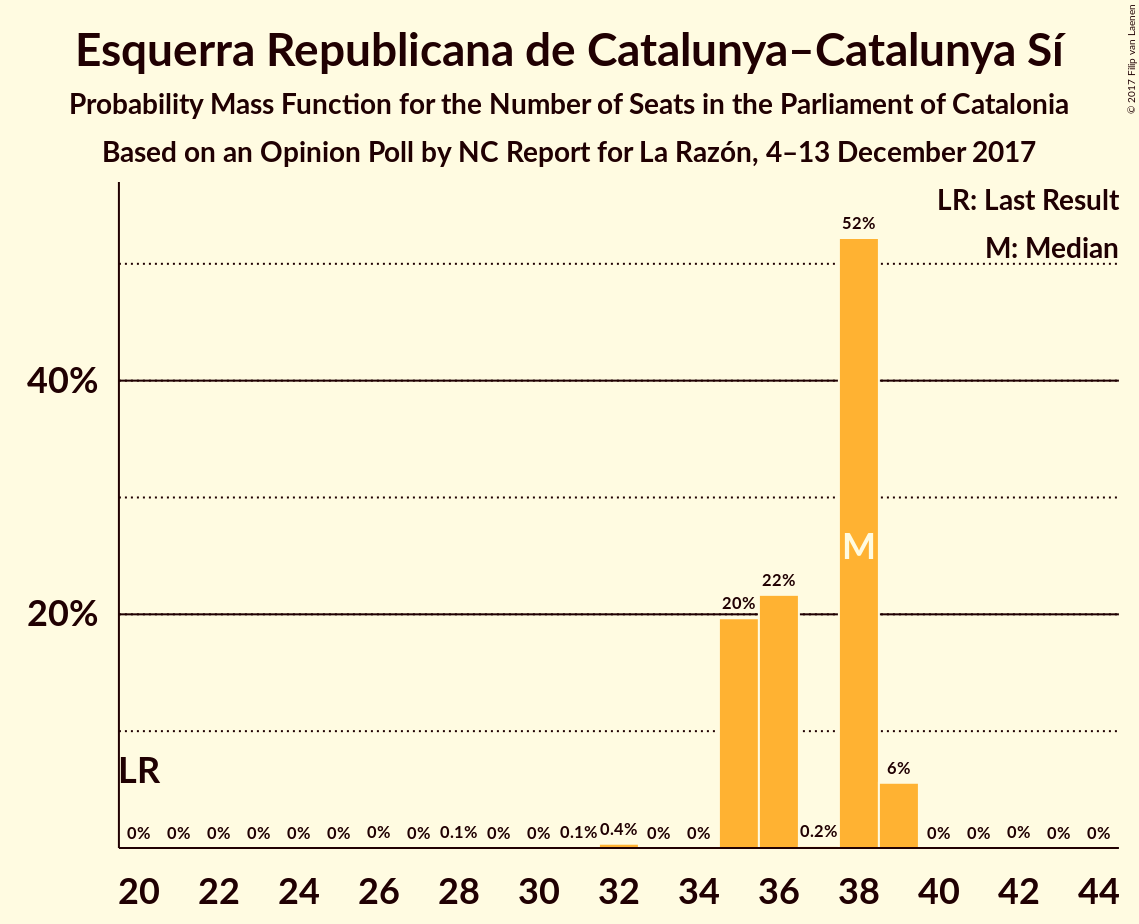 Esquerra Republicana de Catalunya–Catalunya Sí
Probability Mass Function for the Number of Seats in the Parliament of Catalonia
Based on an Opinion Poll by NC Report for La Razón, 4–13 December 2017
© 2017 Filip van Laenen
LR: Last Result
M: Median
52%
40%
M
22%
20%
20%
LR
6%
0% 0% 0% 0% 0% 0% 0% 0% 0.1% 0% 0% 0.1% 0.4% 0% 0% 0.2% 0% 0% 0% 0% 0%
20 22 24 26 28 30 32 34 36 38 40 42 44